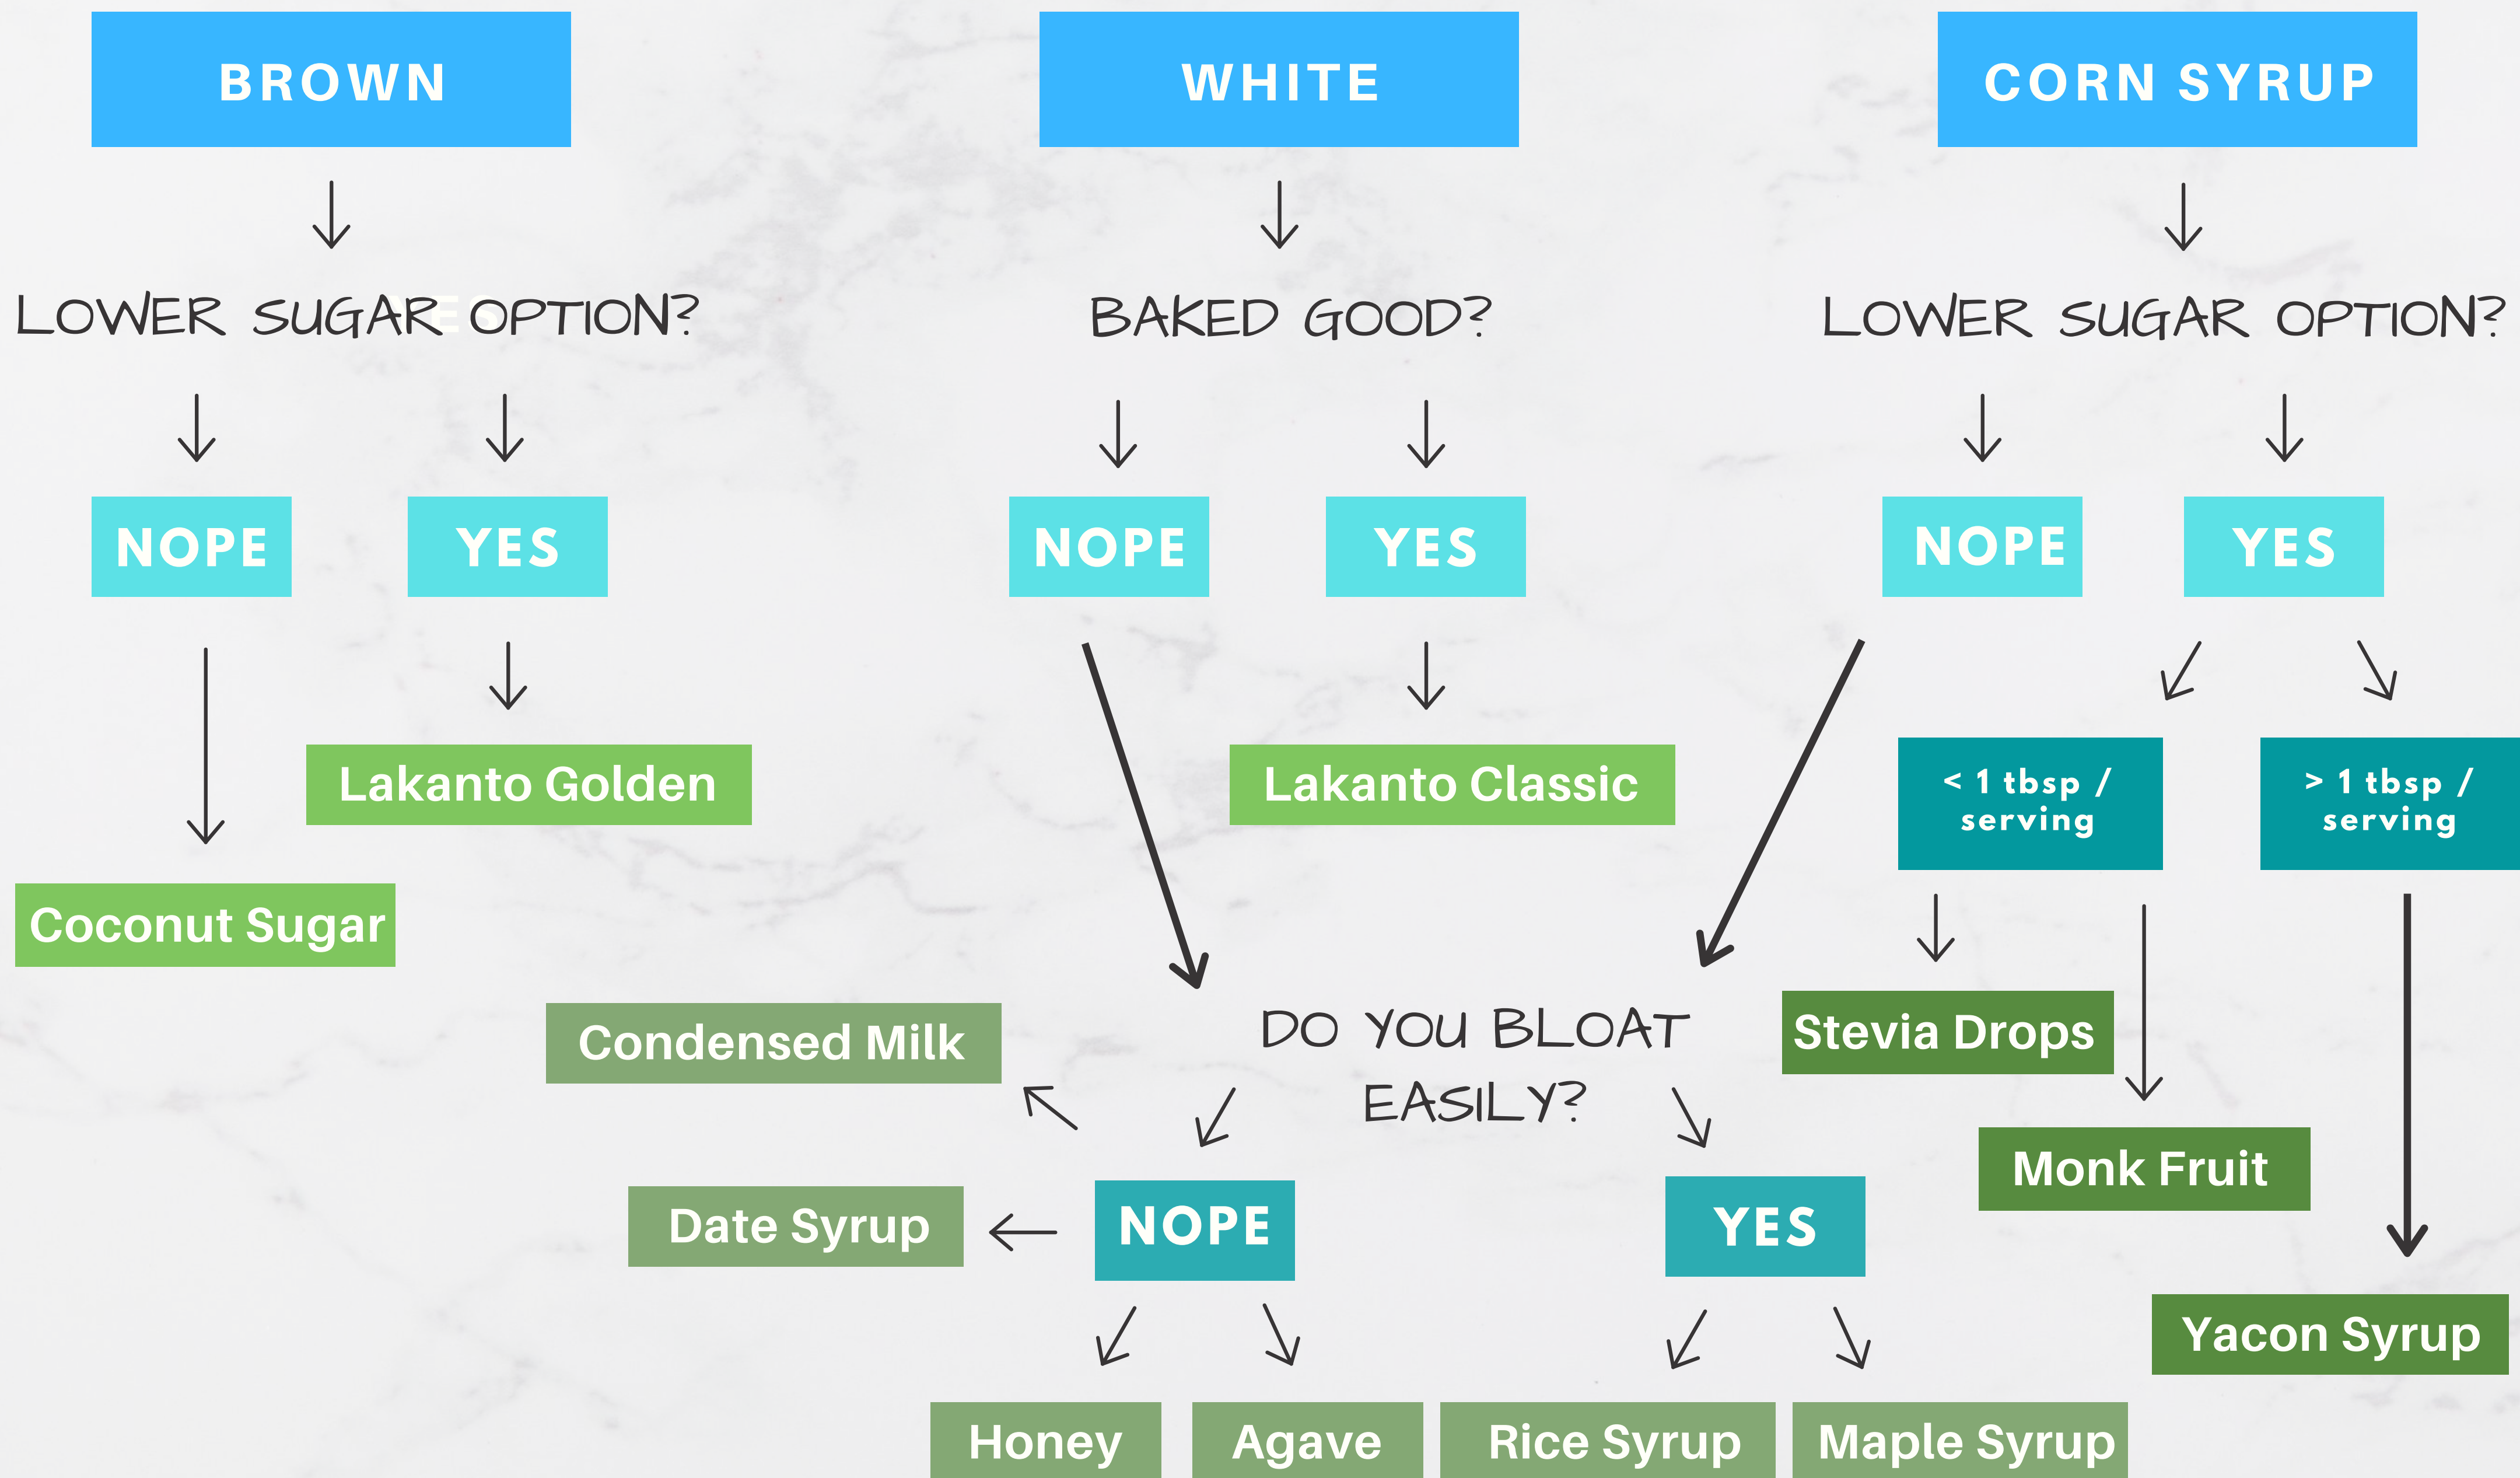 BROWN
WHITE
CORN SYRUP
LOWER SUGAR OPTION?
BAKED GOOD?
LOWER SUGAR OPTION?
NOPE
YES
NOPE
YES
NOPE
YES
Lakanto Golden
Lakanto Classic
< 1 tbsp /
serving
> 1 tbsp /
serving
Coconut Sugar
Condensed Milk
DO YOU BLOAT
EASILY?
Stevia Drops
Monk Fruit
Date Syrup
NOPE
YES
Yacon Syrup
Honey
Agave
Rice Syrup
Maple Syrup